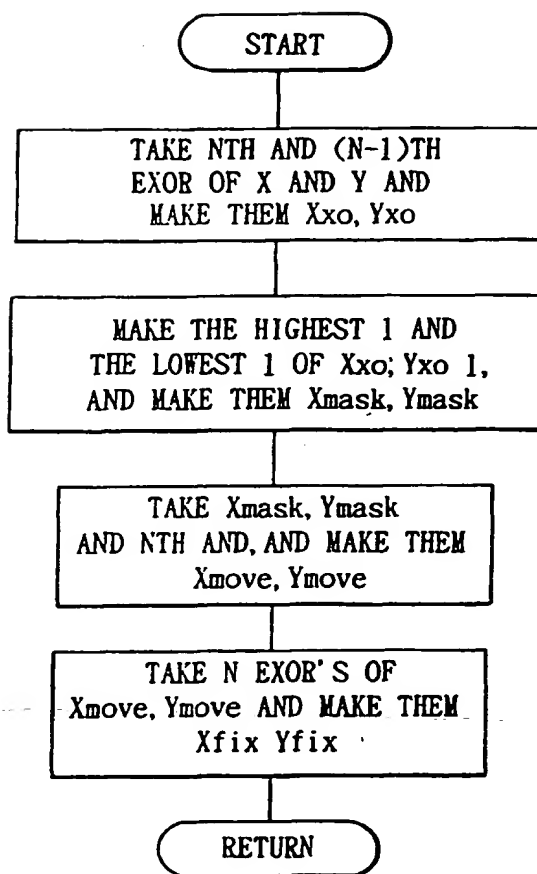 START
TAKE NTH AND (N-1)TH
EXOR OF X AND Y AND
MAKE THEM Xxo, Yxo
MAKE THE HIGHEST 1 AND
THE LOWEST 1 OF Xxo; Yxo 1,
AND MAKE THEM Xmask, Ymask
TAKE Xmask, Ymask
AND NTH AND, AND MAKE THEM
Xmove, Ymove
TAKE N EXOR'S OF
Xmove, Ymove AND MAKE THEM
Xfix Yfix
RETURN